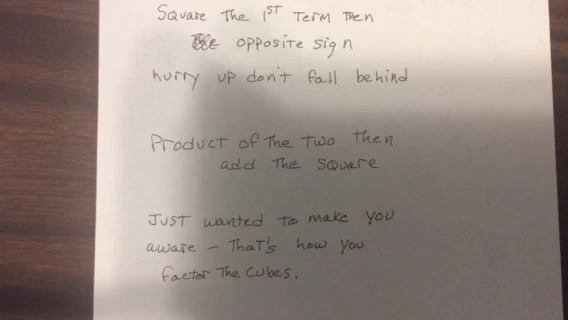 Square The 1ST Term Then
opposite sign
hurry up don't fall behind
Product of The Two Then
add The Square
Just wanted to make you
aware – That's how you
factor The Cubes.